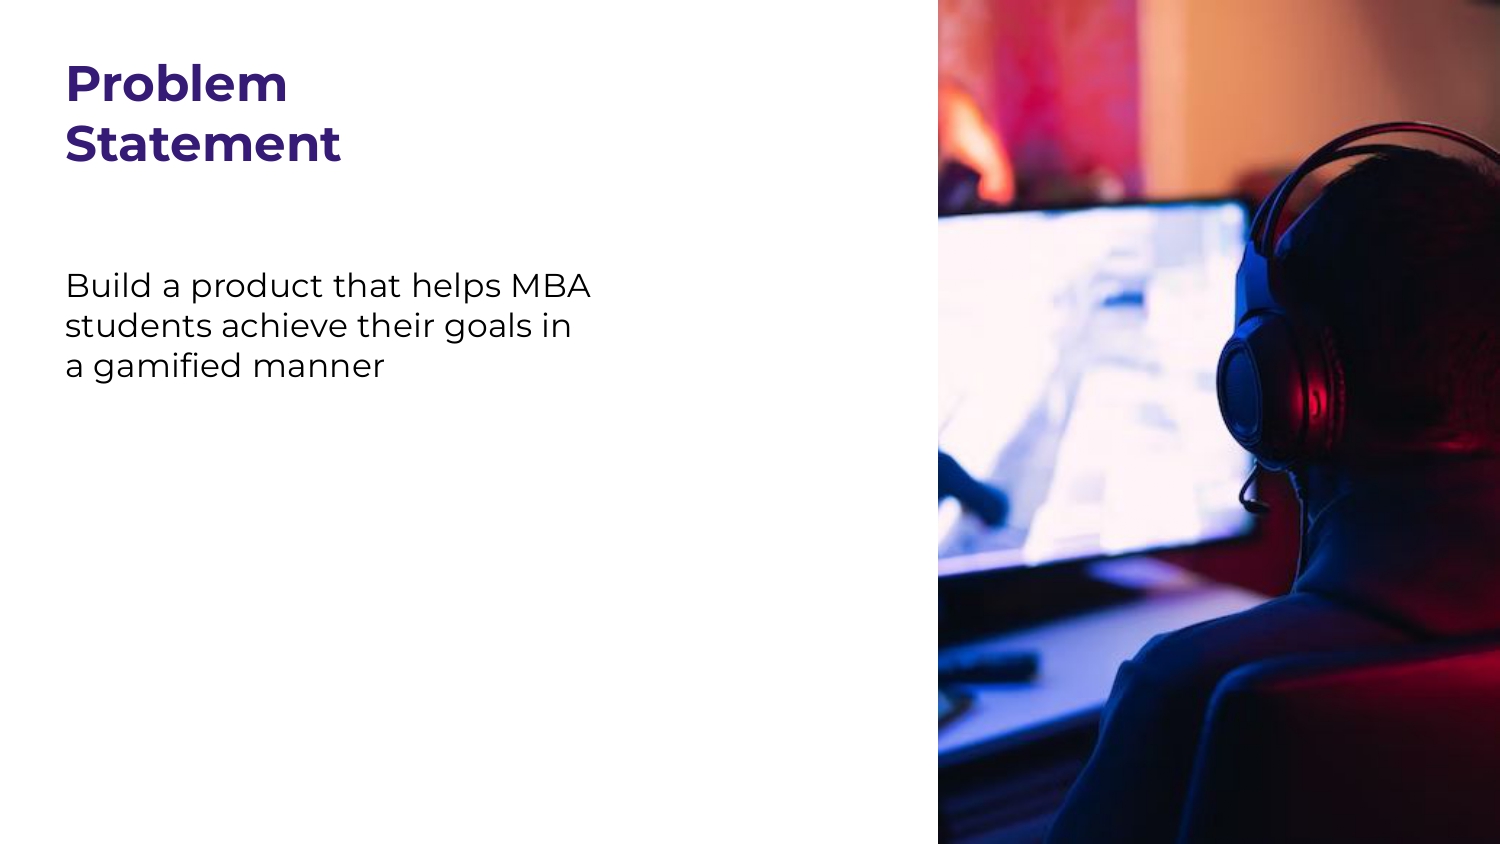 Problem
Statement
Build a product that helps MBA
students achieve their goals in
a gamified manner